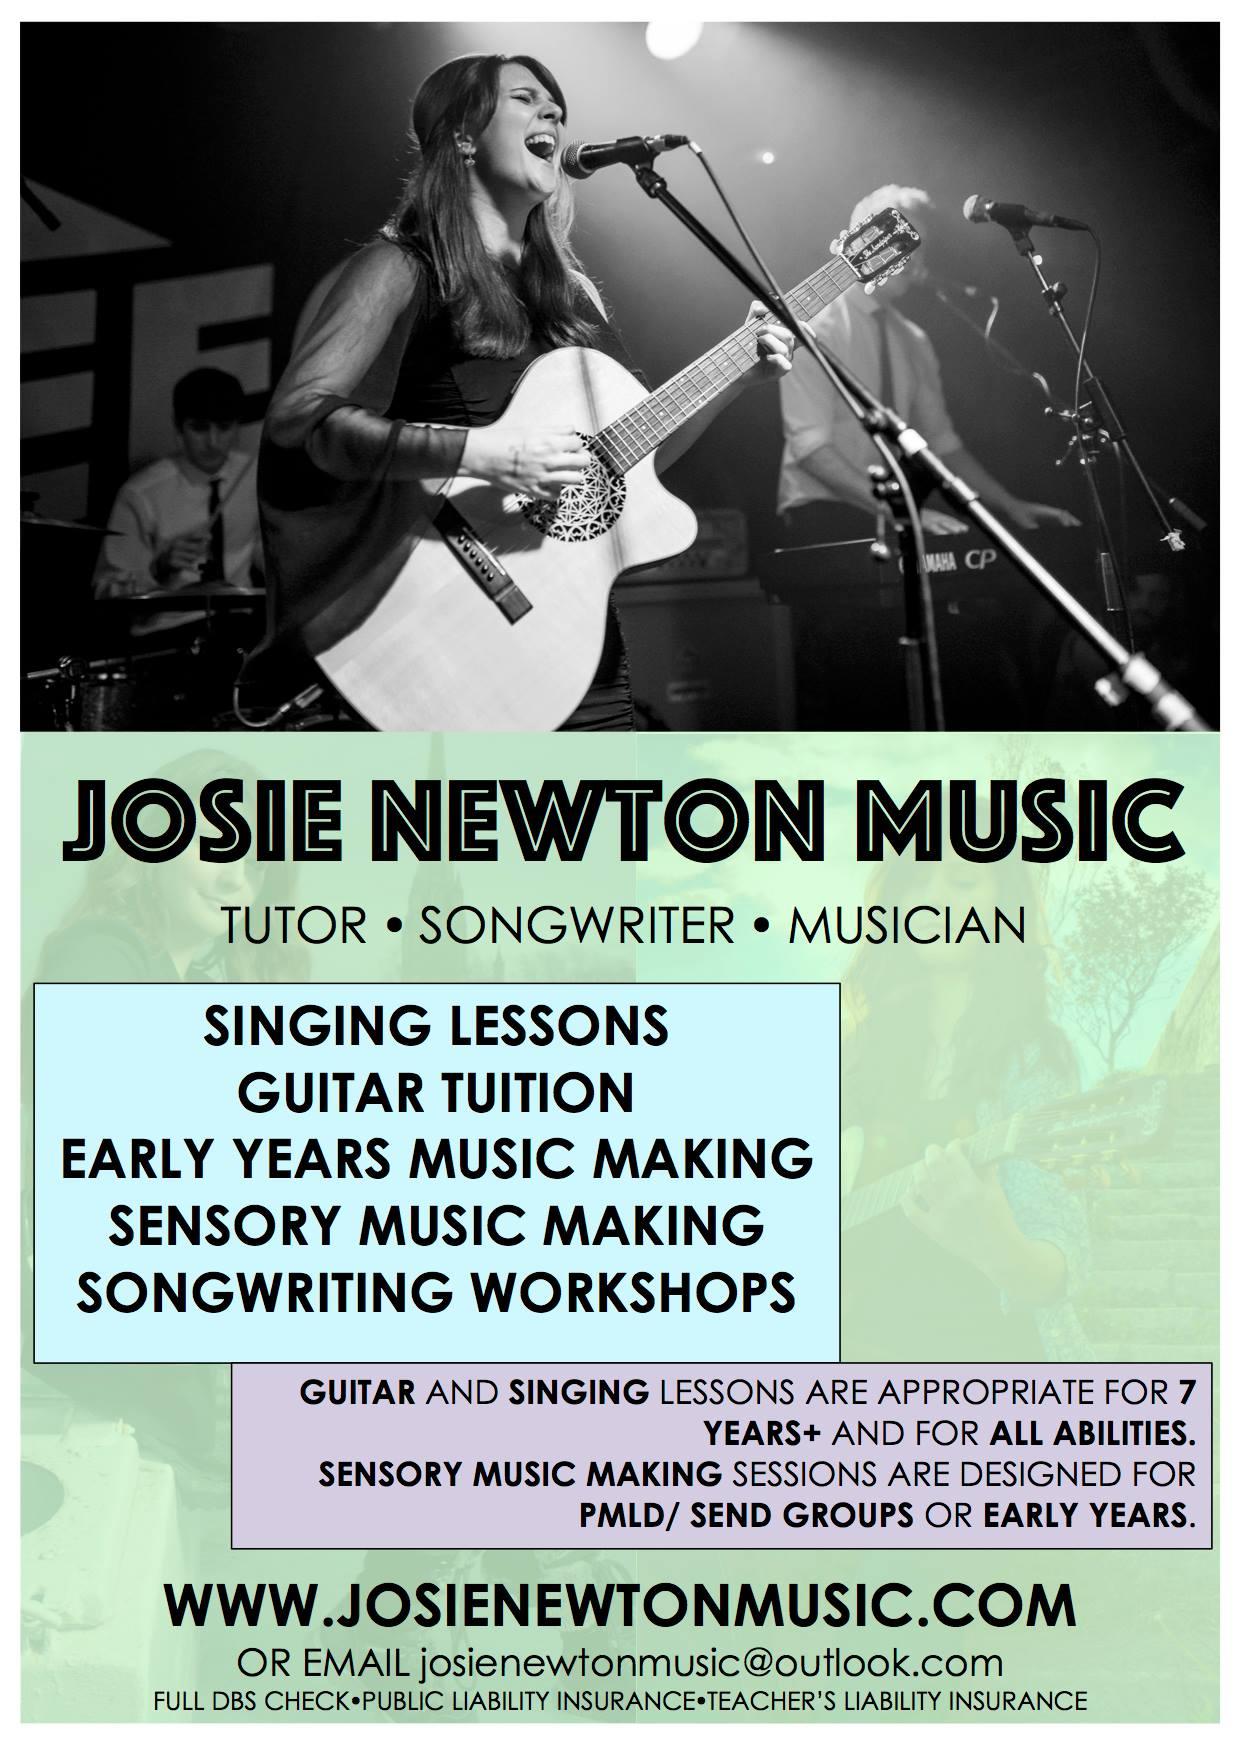 YAMAHA CP
JOSIE NEWTON MUSIC
TUTOR • SONGWRITER • MUSICIAN
SINGING LESSONS
GUITAR TUITION
EARLY YEARS MUSIC MAKING
SENSORY MUSIC MAKING
SONGWRITING WORKSHOPS
GUITAR AND SINGING LESSONS ARE APPROPRIATE FOR 7
YEARS+ AND FOR ALL ABILITIES.
SENSORY MUSIC MAKING SESSIONS ARE DESIGNED FOR
PMLD/ SEND GROUPS OR EARLY YEARS.
WWW.JOSIENEWTONMUSIC.COM
OR EMAIL josienewtonmusic@outlook.com
FULL DBS CHECK•PUBLIC LIABILITY INSURANCE•TEACHER'S LIABILITY INSURANCE